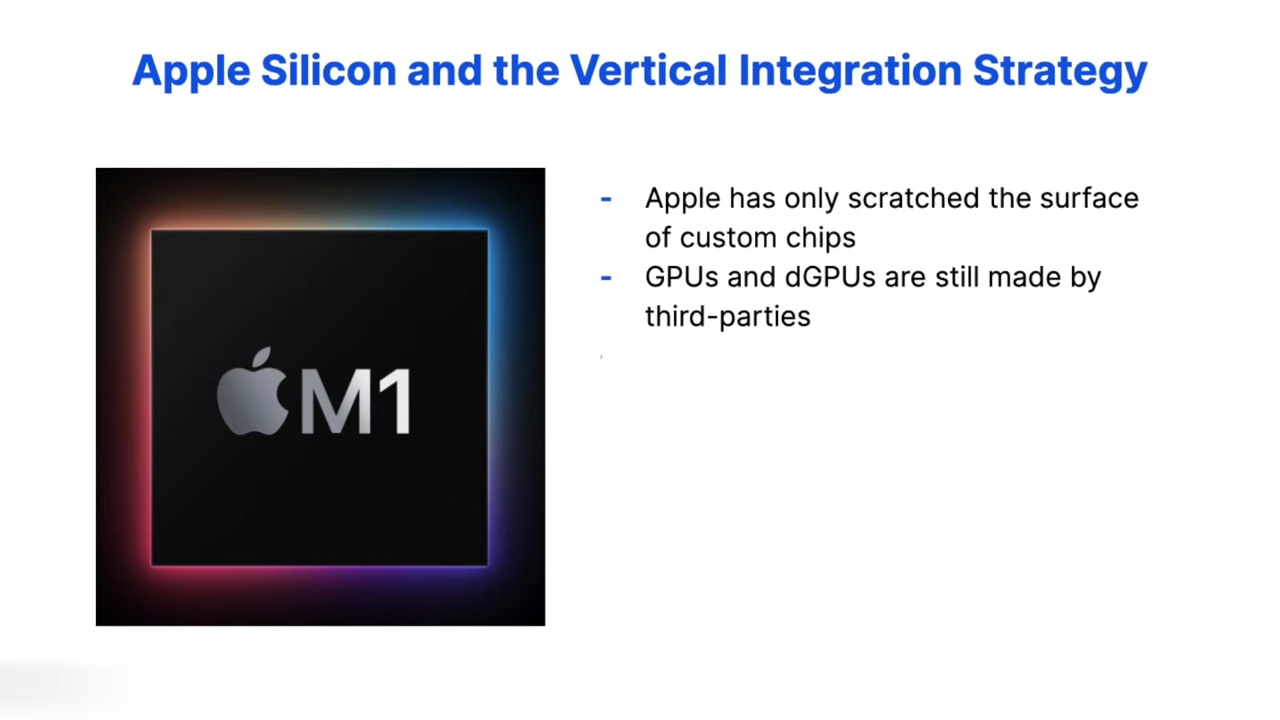 Apple Silicon and the Vertical Integration Strategy
- Apple has only scratched the surface
of custom chips
- GPUs and dGPUs are still made by
third-parties
M1